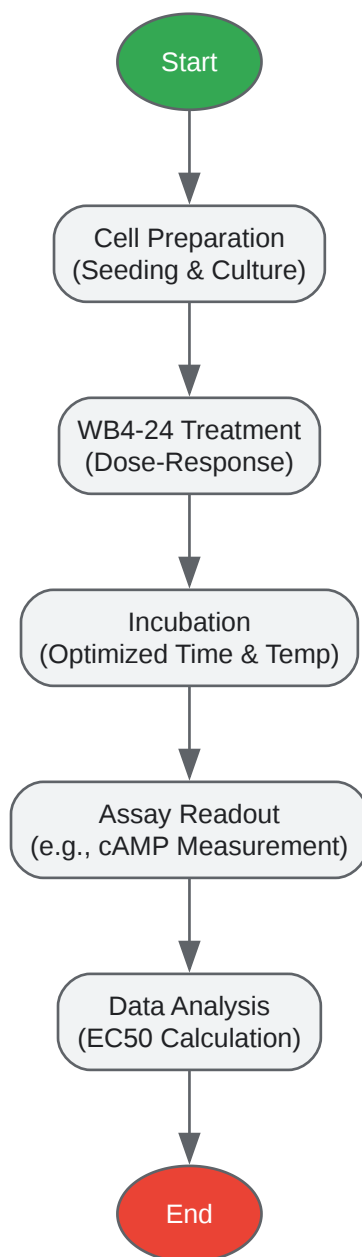 Start
Cell Preparation
(Seeding & Culture)
WB4-24 Treatment
(Dose-Response)
Incubation
(Optimized Time & Temp)
Assay Readout
(e.g., cAMP Measurement)
Data Analysis
(EC50 Calculation)
End